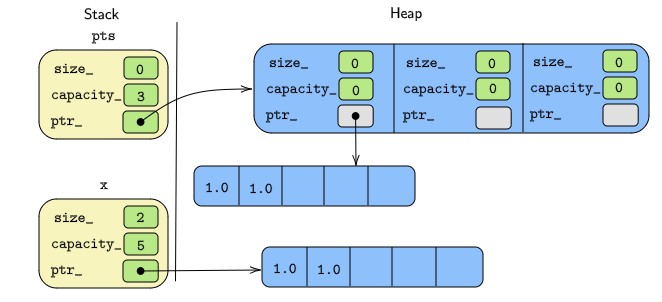 Stack Heap
pts
size_ 0 size_ 0 size_ 0 size_ 0
capacity_ 3 capacity_ 0 capacity_ 0 capacity_ 0
ptr_ ptr_ ptr_ ptr_
1.0 1.0
x
size_ 2
capacity_ 5
ptr_ 1.0 1.0